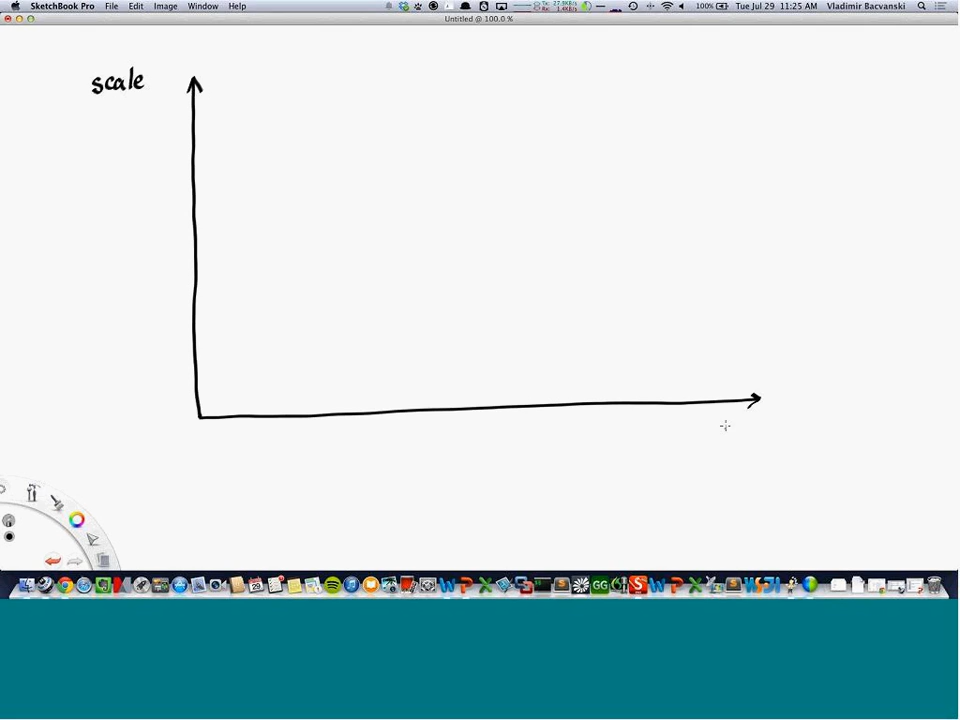 SketchBook Pro File Edit Image Window Help 100% Tue Jul 29 11:25 AM Vladimir Bacvanski
Untitled @ 100.0 %
scale